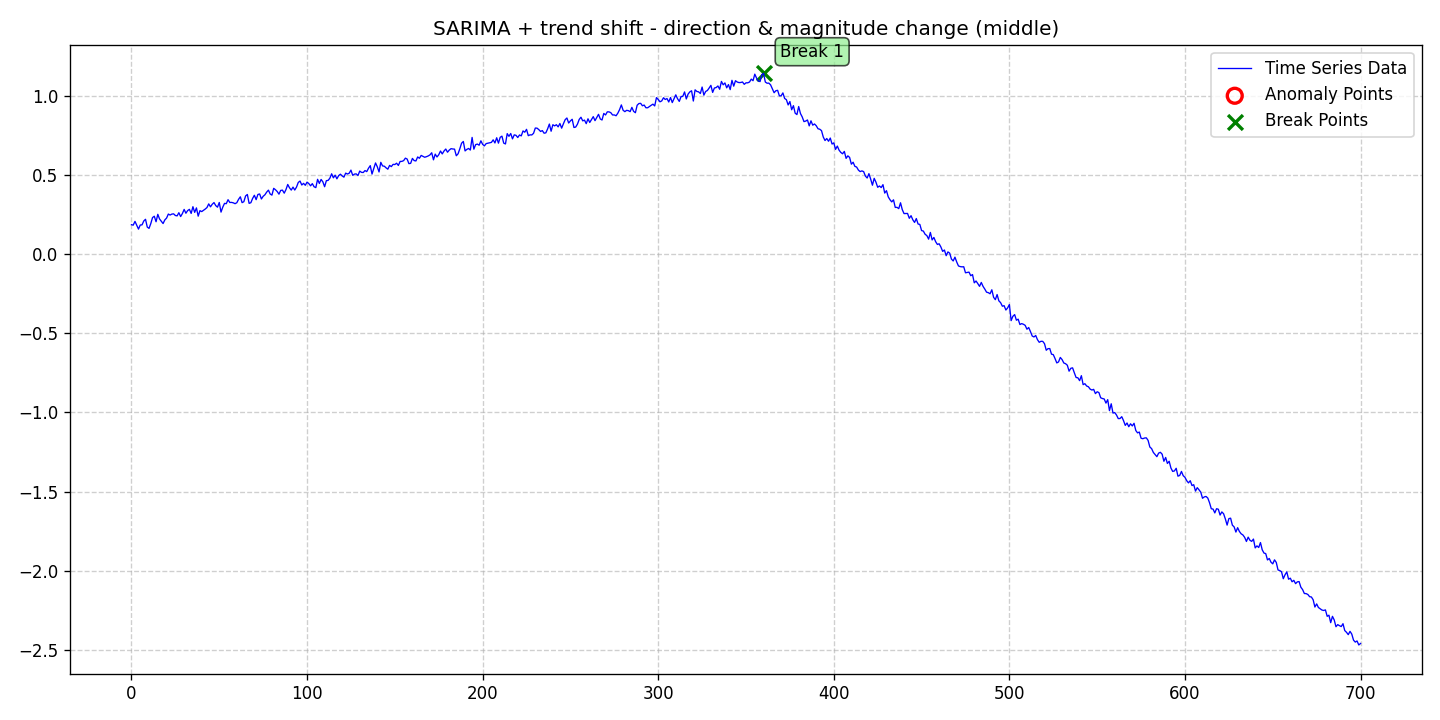 SARIMA + trend shift - direction & magnitude change (middle)
Break 1
Time Series Data
Anomaly Points
Break Points
1.0
0.5
0.0
−0.5
−1.0
−1.5
−2.0
−2.5
0 100 200 300 400 500 600 700